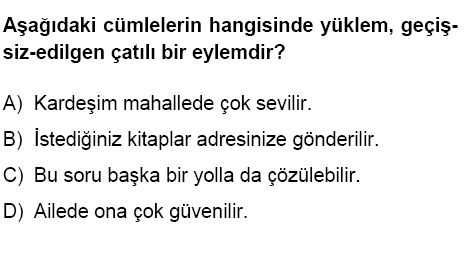 Aşağıdaki cümlelerin hangisinde yüklem, geçiş-
siz-edilgen çatılı bir eylemdir?
A) Kardeşim mahallede çok sevilir.
B) İstediğiniz kitaplar adresinize gönderilir.
C) Bu soru başka bir yolla da çözülebilir.
D) Ailede ona çok güvenilir.